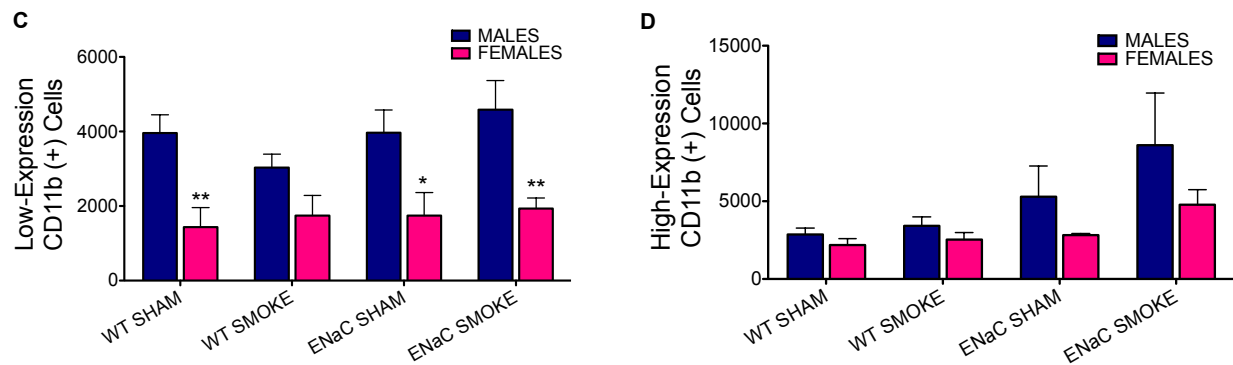 C
MALES
FEMALES
Low-Expression
CD11b (+) Cells
6000
4000
2000
0
**
*
**
WT SHAM
WT SMOKE
ENaC SHAM
ENaC SMOKE
D
MALES
FEMALES
High-Expression
CD11b (+) Cells
15000
10000
5000
0
WT SHAM
WT SMOKE
ENaC SHAM
ENaC SMOKE